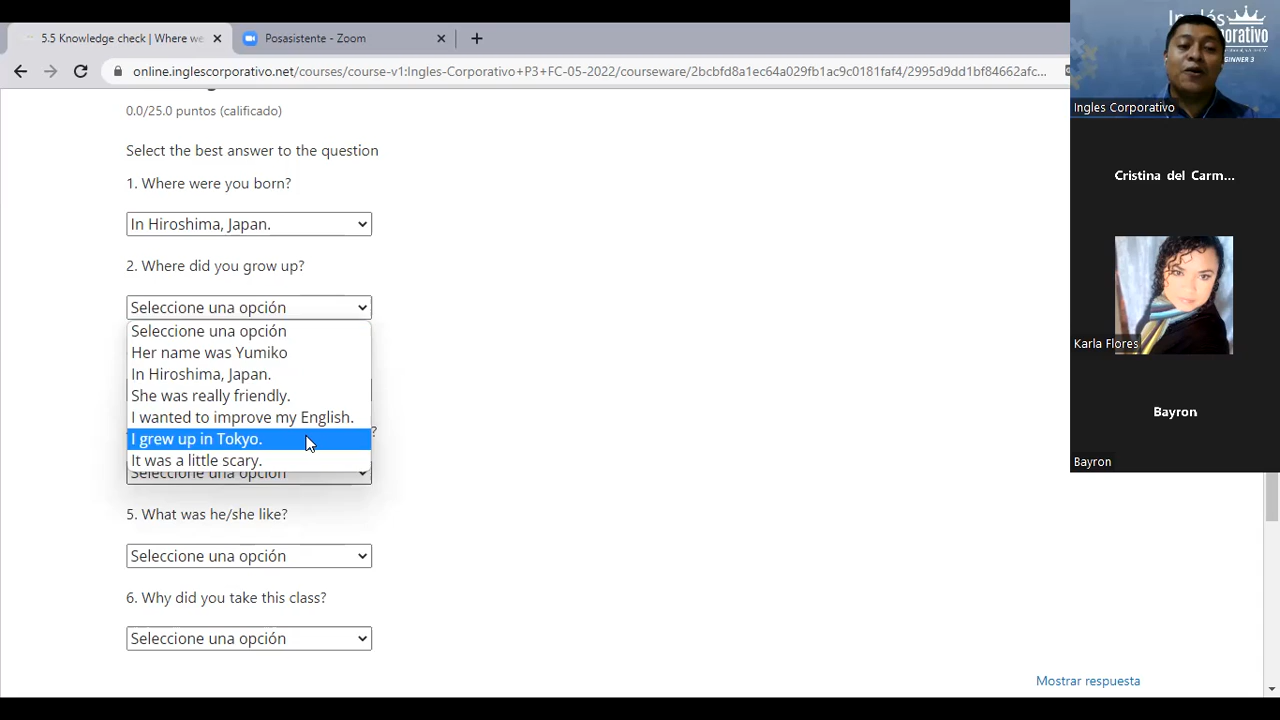 5.5 Knowledge check | Where we
Posasistente - Zoom
online.inglescorporativo.net/courses/course-v1:Ingles-Corporativo+P3+FC-05-2022/courseware/2bcbfd8a1ec64a029fb1ac9c0181faf4/2995d9dd1bf84662afc...
0.0/25.0 puntos (calificado)
Select the best answer to the question
1. Where were you born?
In Hiroshima, Japan.
2. Where did you grow up?
Seleccione una opción
Seleccione una opción
Her name was Yumiko
In Hiroshima, Japan.
She was really friendly.
I wanted to improve my English.
I grew up in Tokyo.
It was a little scary.
?
Seleccione una opción
5. What was he/she like?
Seleccione una opción
6. Why did you take this class?
Seleccione una opción
Mostrar respuesta
Ingles Corporativo
Cristina del Carm...
Karla Flores
Bayron
Bayron